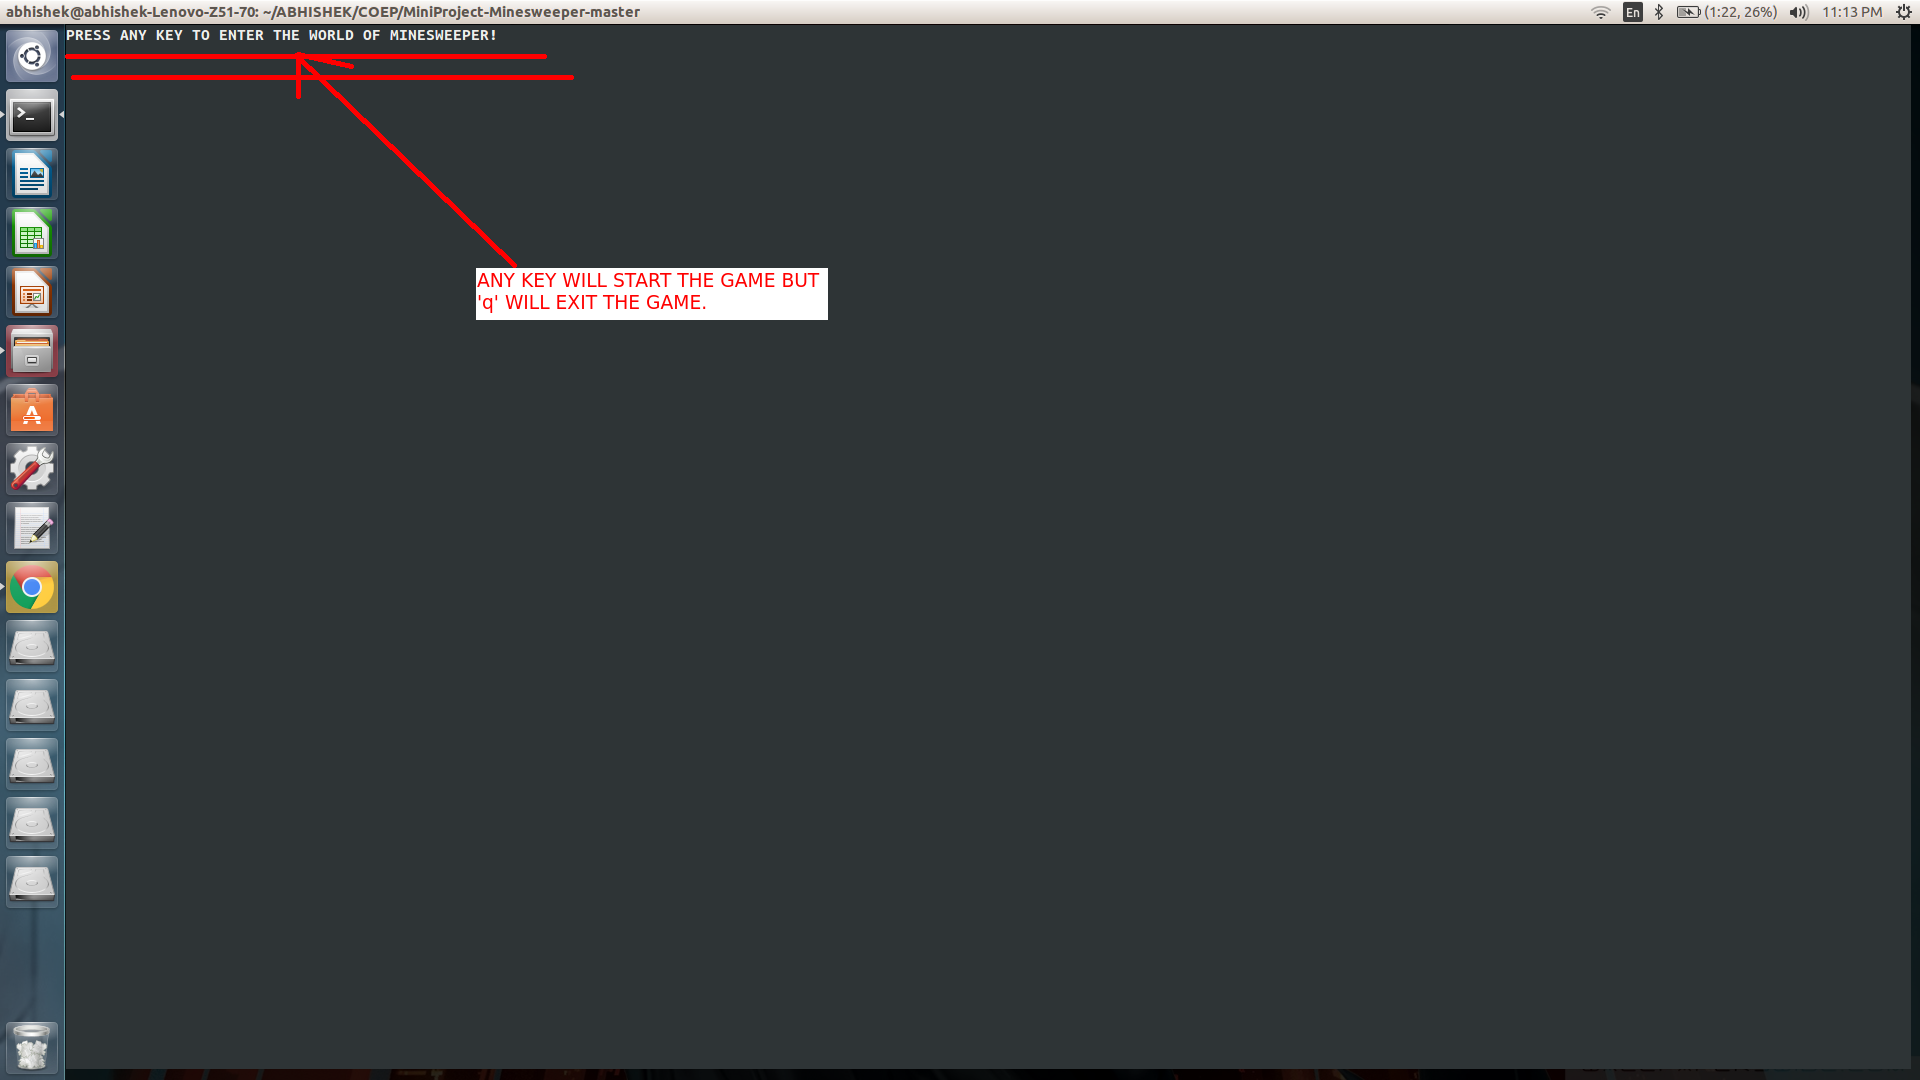 abhishek@abhishek-Lenovo-Z51-70: ~/ABHISHEK/COEP/MiniProject-Minesweeper-master
En
(1:22, 26%)
11:13 PM
PRESS ANY KEY TO ENTER THE WORLD OF MINESWEEPER!
ANY KEY WILL START THE GAME BUT
'q' WILL EXIT THE GAME.